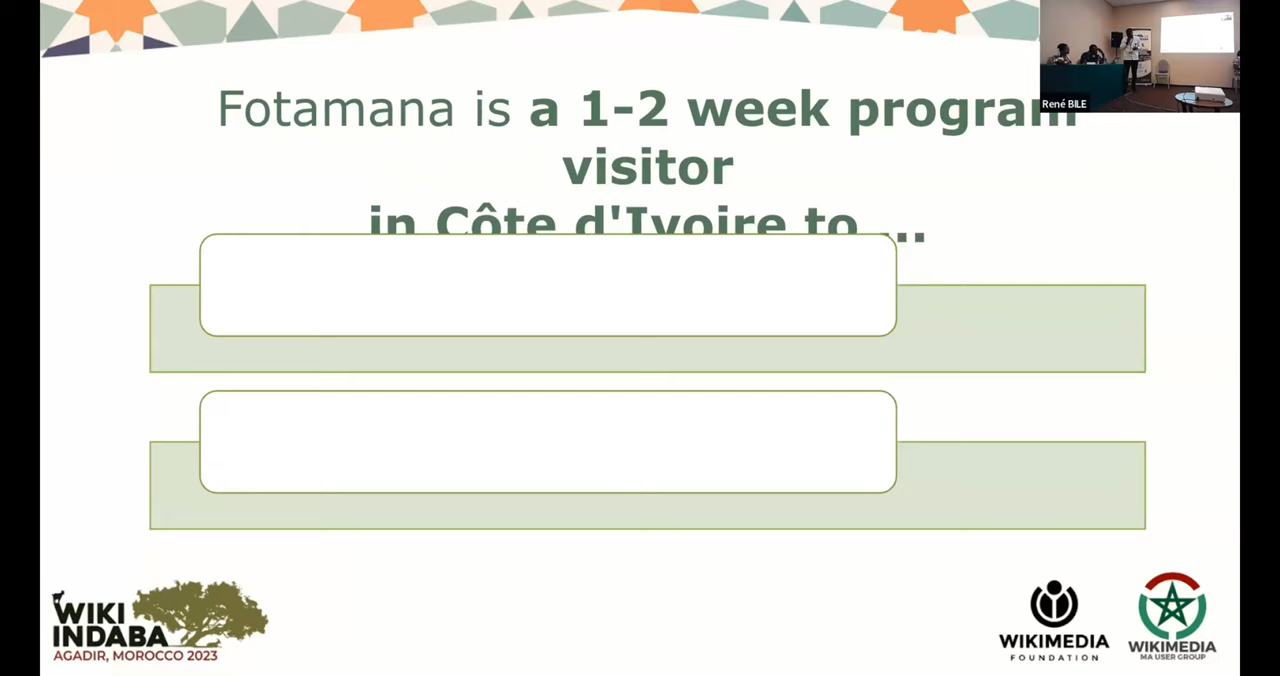 Fotamana is a 1-2 week program
visitor
in Côte d'Ivoire to ...
René BILE
WIKI
INDABA
AGADIR, MOROCCO 2023
WIKIMEDIA
FOUNDATION
WIKIMEDIA
MA USER GROUP